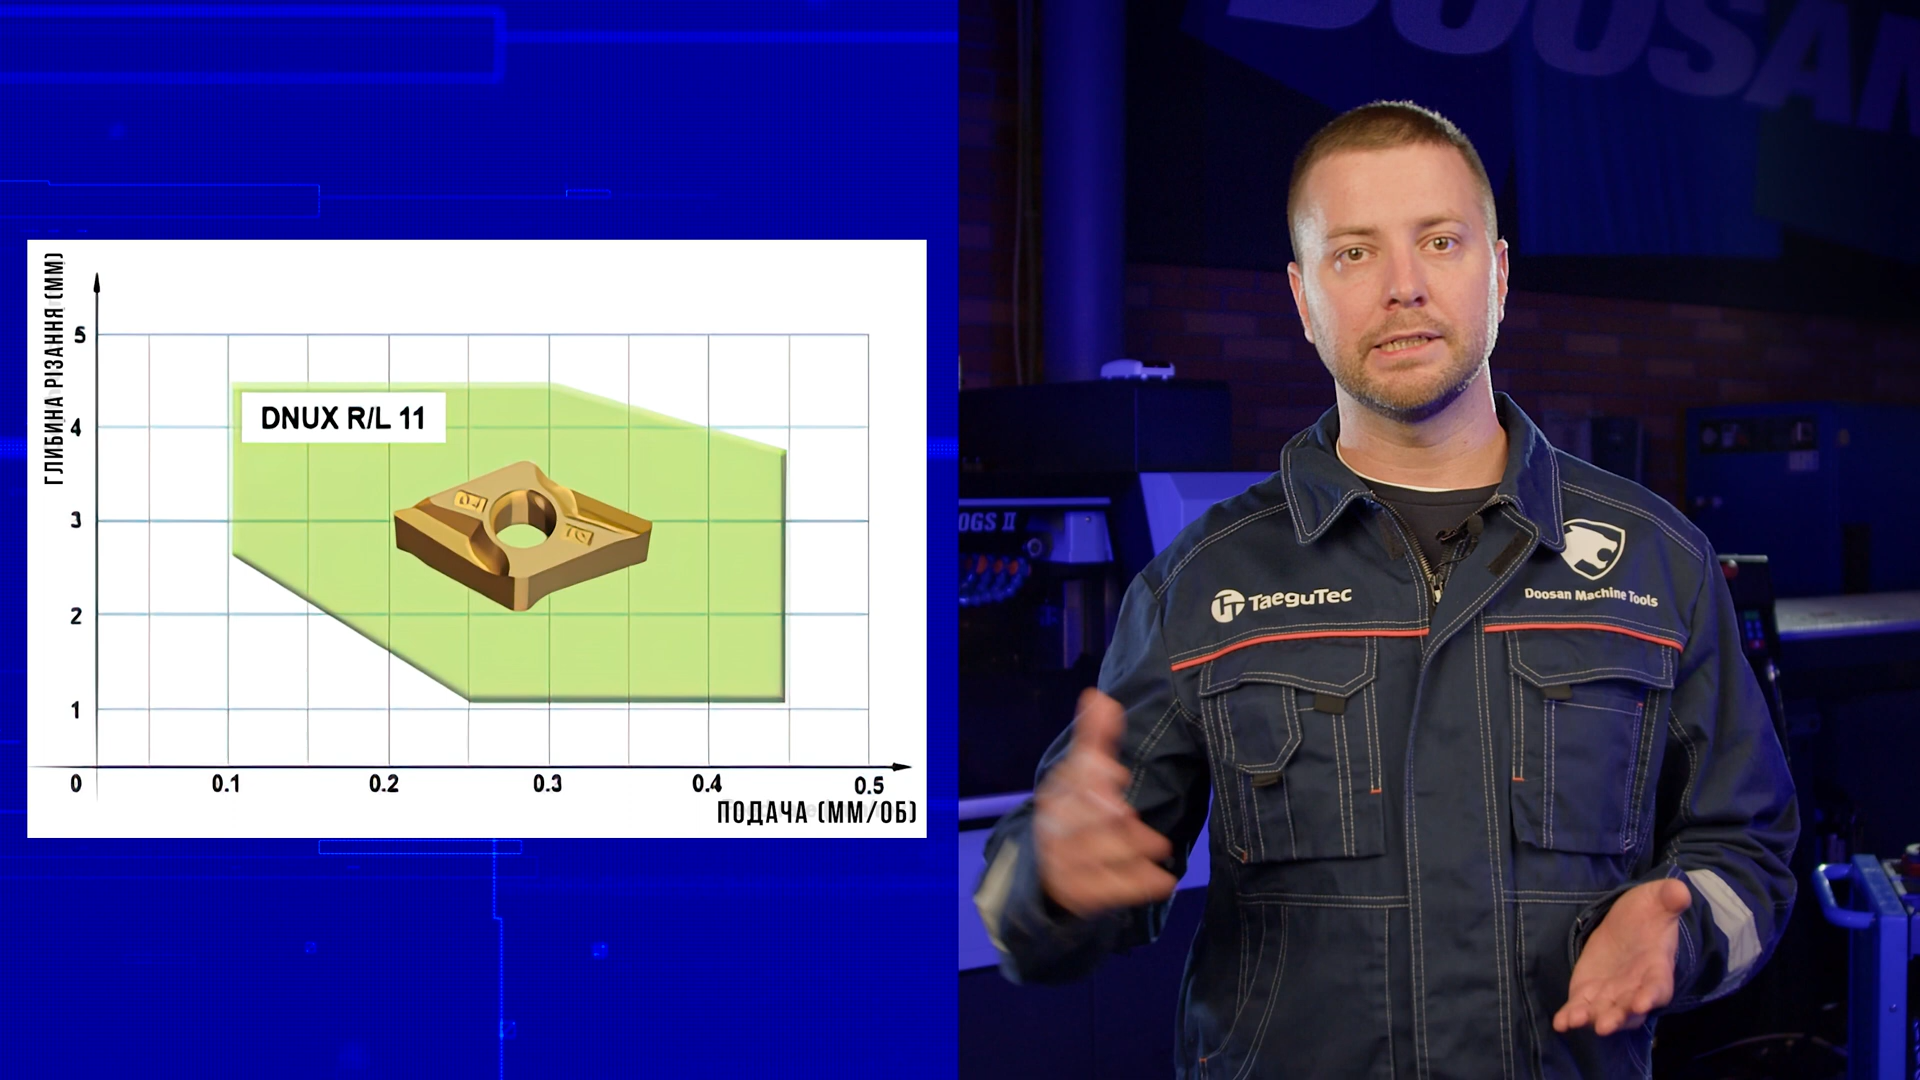 ГЛИБИНА РІЗАННЯ (ММ)
5
4
3
2
1
0
DNUX R/L 11
0.1
0.2
0.3
0.4
0.5
ПОДАЧА (ММ/ОБ)
DOOSAN
OGS II
TaeguTec
Doosan Machine Tools